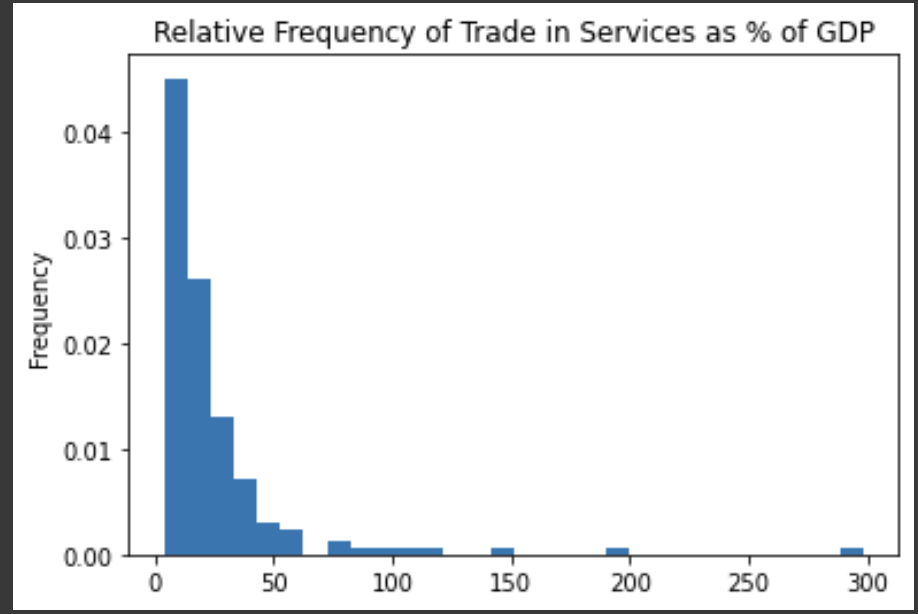 Relative Frequency of Trade in Services as % of GDP
Frequency
0.04
0.03
0.02
0.01
0.00
0 50 100 150 200 250 300